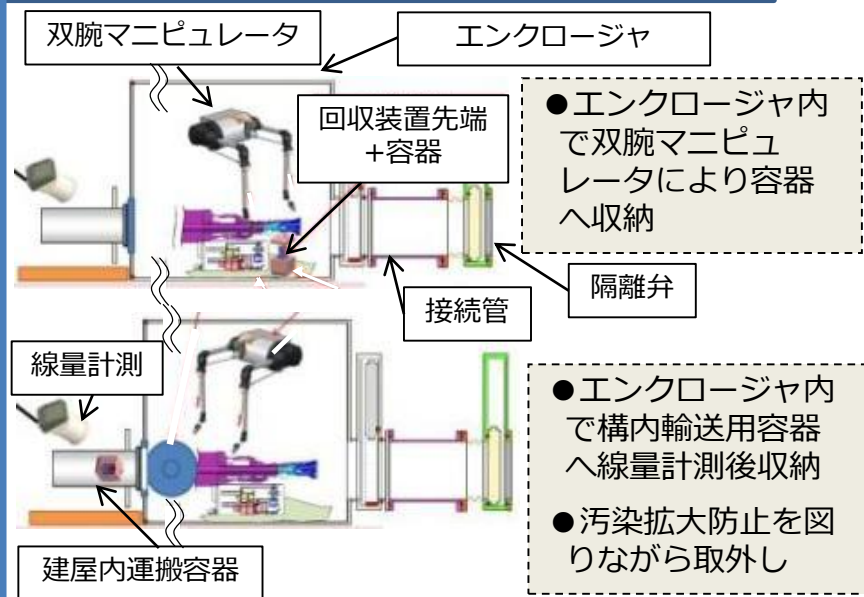 双腕マニピュレータ
エンクロージャ
回収装置先端
+容器
●エンクロージャ内
で双腕マニピュ
レータにより容器
へ収納
隔離弁
接続管
線量計測
●エンクロージャ内
で構内輸送用容器
へ線量計測後収納
●汚染拡大防止を図
りながら取外し
建屋内運搬容器